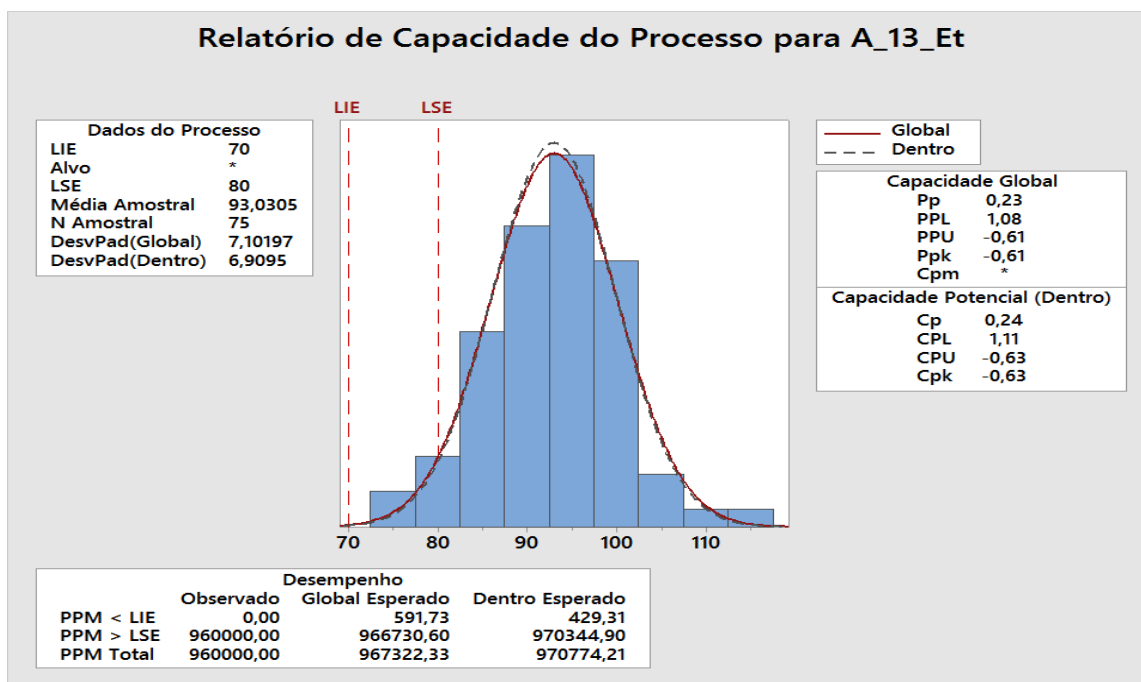 Relatório de Capacidade do Processo para A_13_Et
LIE LSE
Dados do Processo
LIE 70
Alvo *
LSE 80
Média Amostral 93,0305
N Amostral 75
DesvPad(Global) 7,10197
DesvPad(Dentro) 6,9095
Global
Dentro
Capacidade Global
Pp 0,23
PPL 1,08
PPU -0,61
Ppk -0,61
Cpm *
Capacidade Potencial (Dentro)
Cp 0,24
CPL 1,11
CPU -0,63
Cpk -0,63
70 80 90 100 110
Desempenho
Observado Global Esperado Dentro Esperado
PPM < LIE 0,00 591,73 429,31
PPM > LSE 960000,00 966730,60 970344,90
PPM Total 960000,00 967322,33 970774,21